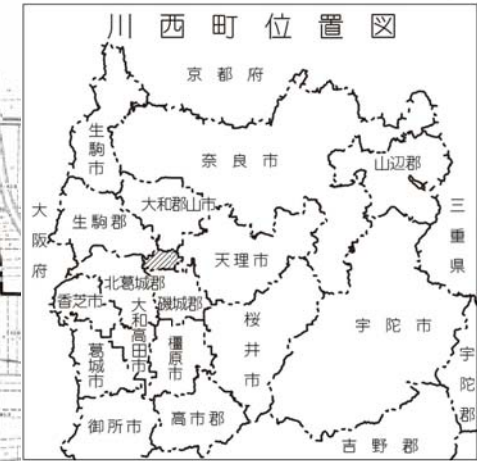 川西町位置図
京都府
生駒市
奈良市
山辺郡
大阪府
生駒郡
大和郡山市
三重県
天理市
北葛城郡
香芝市
大和高田市
磯城郡
桜井市
宇陀市
葛城市
橿原市
宇陀郡
御所市
高市郡
吉野郡